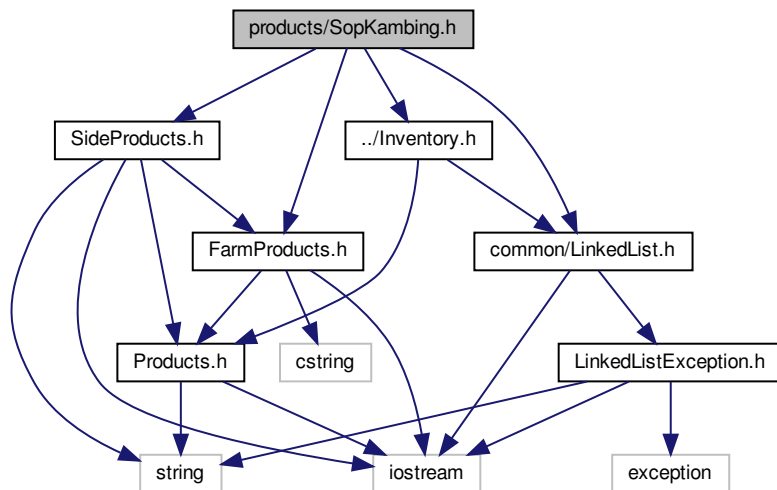 products/SopKambing.h
SideProducts.h
../Inventory.h
FarmProducts.h
common/LinkedList.h
Products.h
cstring
LinkedListException.h
string
iostream
exception